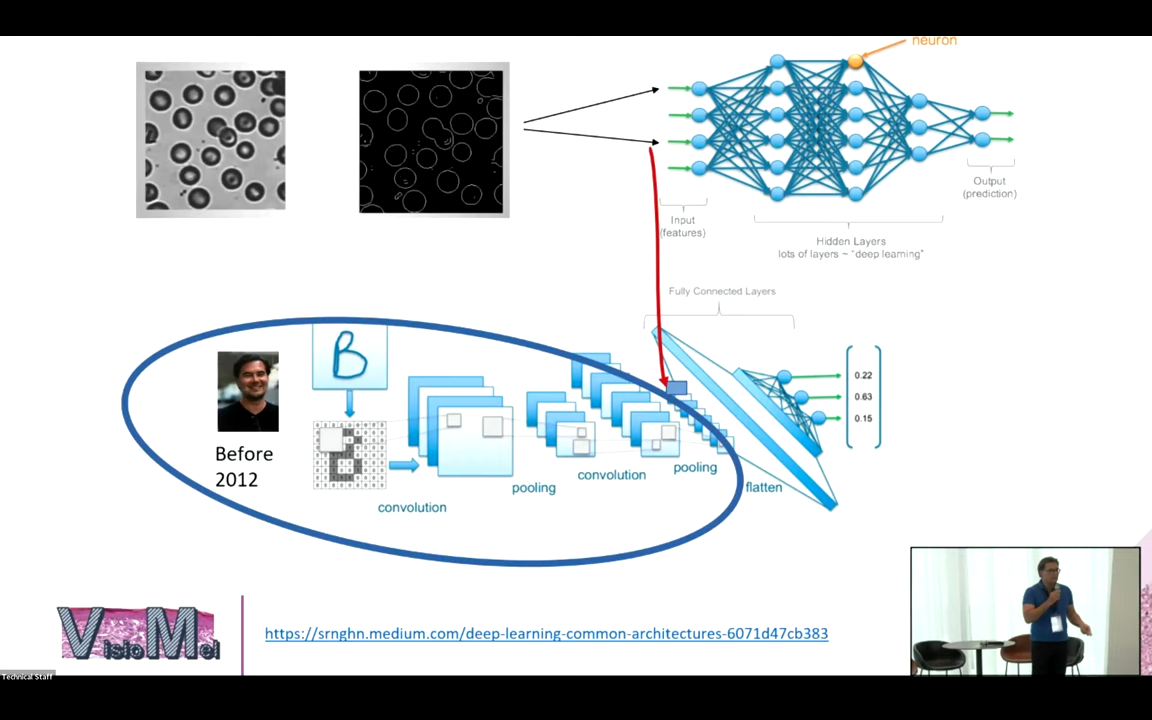 neuron
Input
(features)
Output
(prediction)
Hidden Layers
lots of layers ~ "deep learning"
Fully Connected Layers
B
0.22
0.63
0.15
Before
2012
convolution
pooling
convolution
pooling
flatten
VisioMel
https://srnghn.medium.com/deep-learning-common-architectures-6071d47cb383
Technical Staff